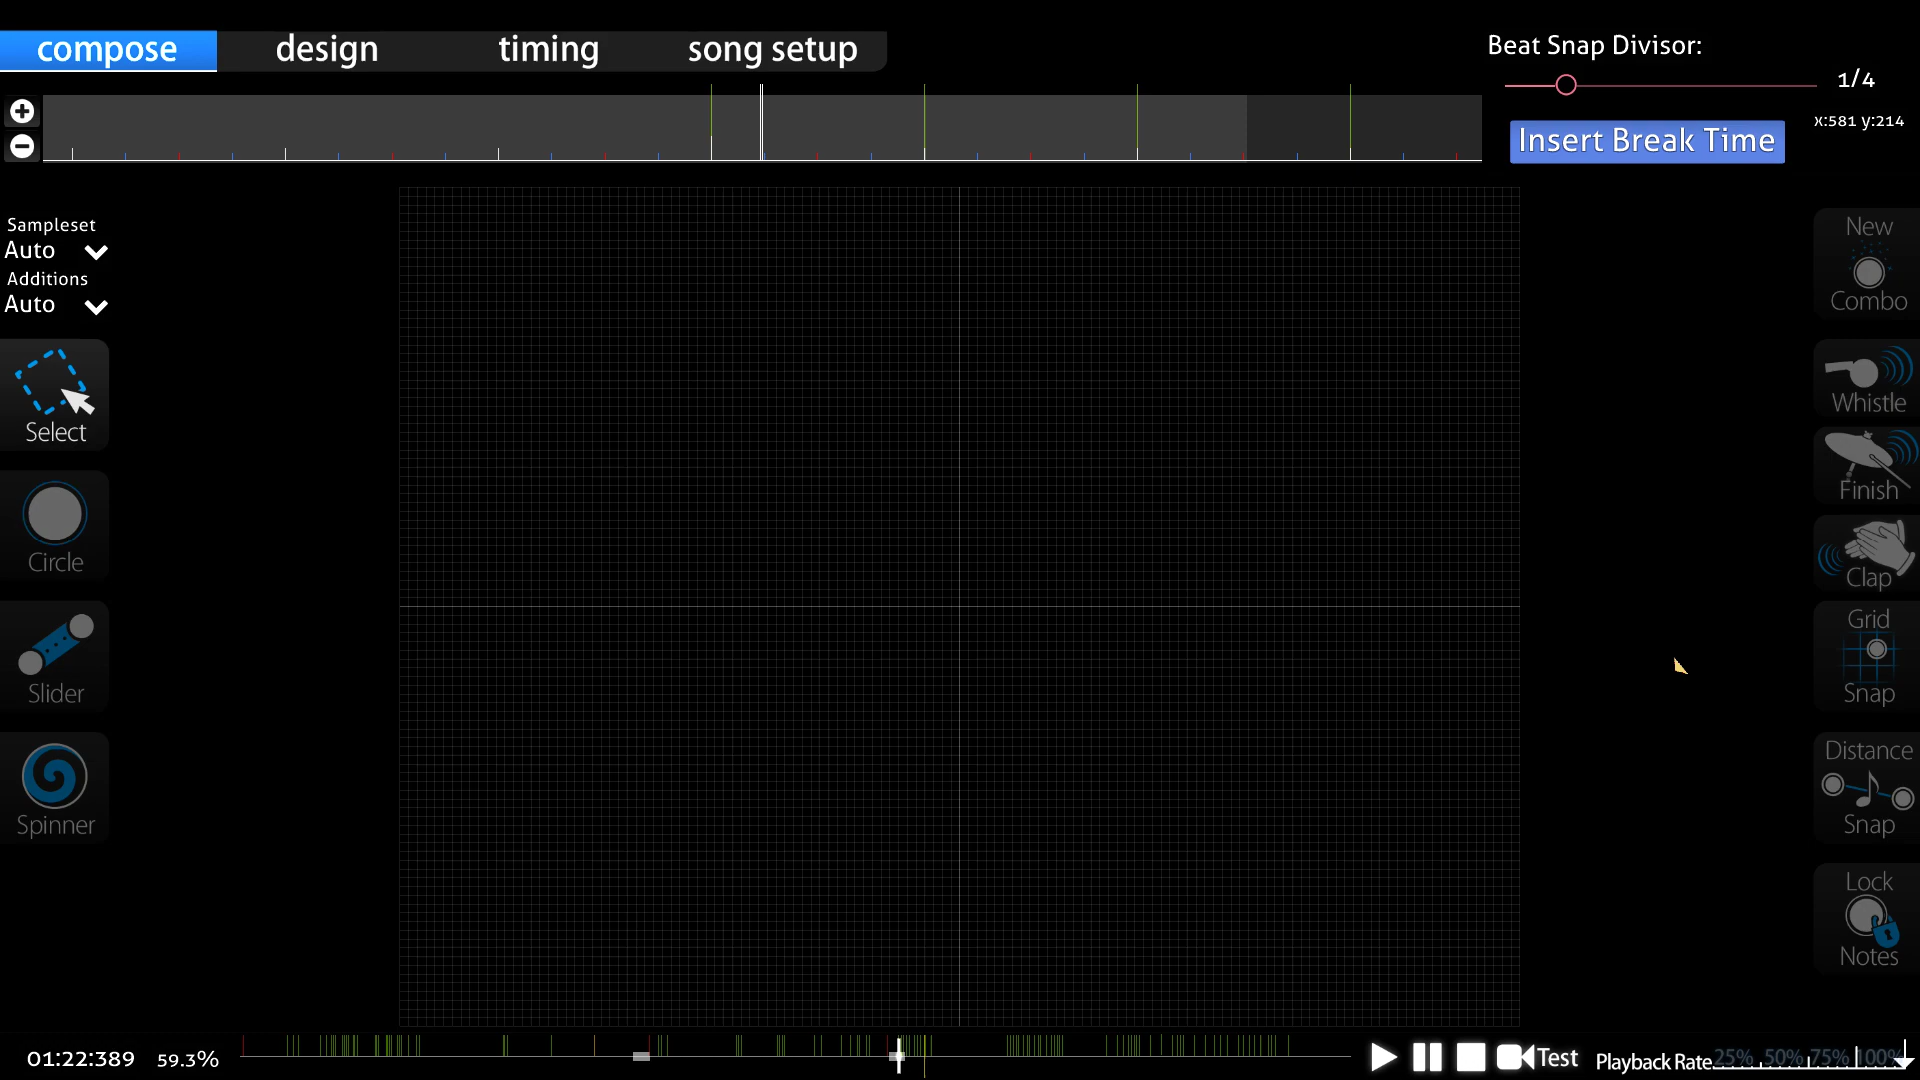 compose
design
timing
song setup
Beat Snap Divisor:
1/4
x:581 y:214
Insert Break Time
Sampleset
Auto
Additions
Auto
Select
Circle
Slider
Spinner
New
Combo
Whistle
Finish
Clap
Grid
Snap
Distance
Snap
Lock
Notes
01:22:389
59.3%
Test
Playback Rate
25% 50% 75% 100%